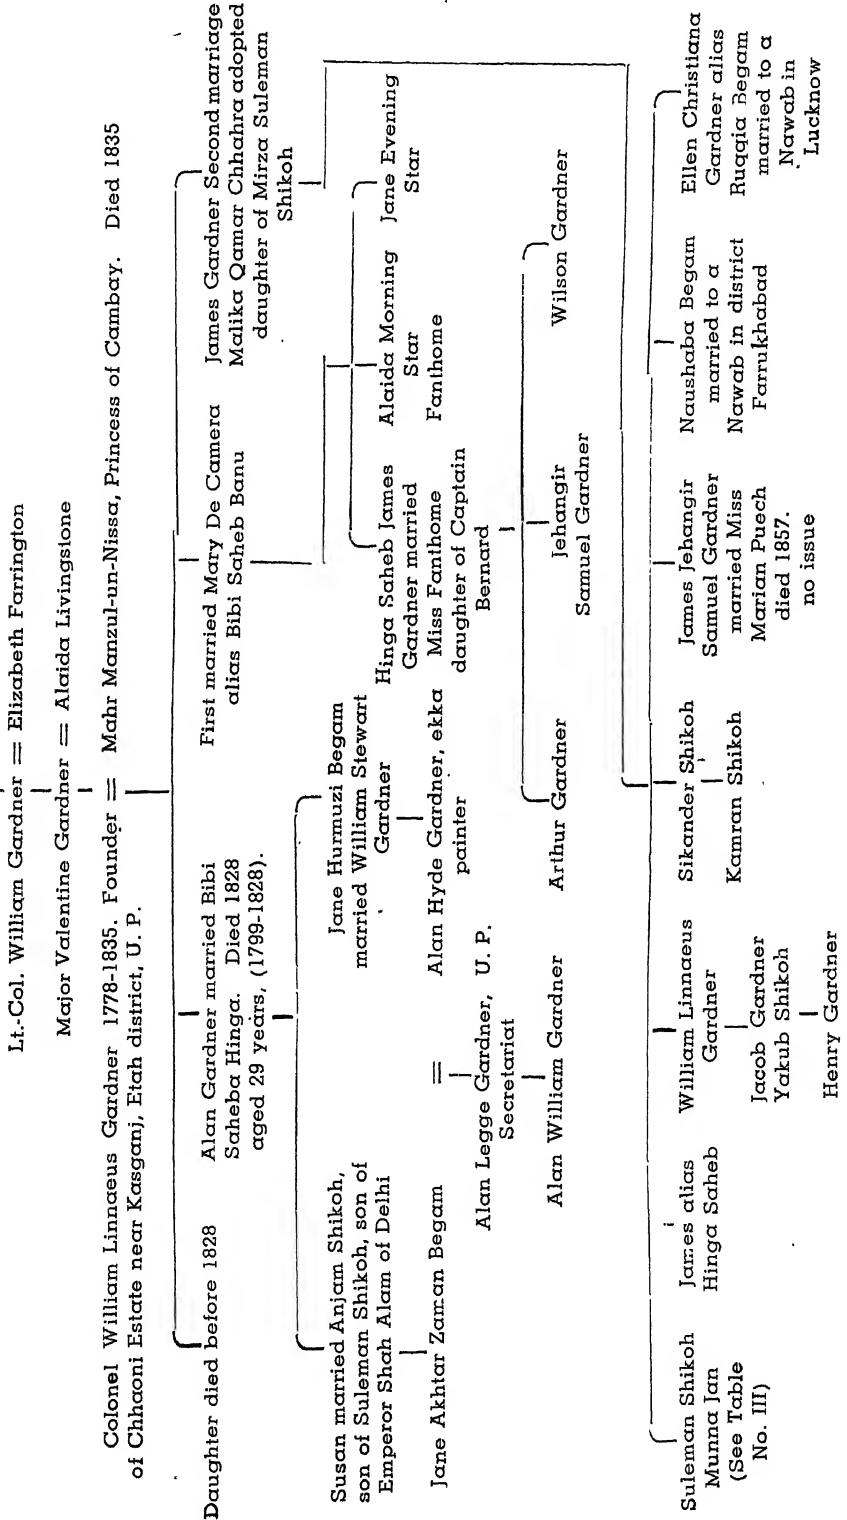 Lt.-Col. William Gardner = Elizabeth Farrington
Major Valentine Gardner = Alaida Livingstone
Colonel William Linnaeus Gardner 1778-1835. Founder = Mahr Manzul-un-Nissa, Princess of Cambay. Died 1835
of Chhaoni Estate near Kasganj, Etah district, U. P.
Daughter died before 1828
Alan Gardner married Bibi
Saheba Hinga. Died 1828
aged 29 years, (1799-1828).
First married Mary De Camera
alias Bibi Saheb Banu
James Gardner Second marriage
Malika Qamar Chhahra adopted
daughter of Mirza Suleman
Shikoh
Susan married Anjam Shikoh,
son of Suleman Shikoh, son of
Emperor Shah Alam of Delhi
Jane Hurmuzi Begam
married William Stewart
Gardner
Hinga Saheb James
Gardner married
Miss Fanthome
daughter of Captain
Bernard
Alaida Morning
Star
Fanthome
Jane Evening
Star
Jane Akhtar Zaman Begam
=
Alan Hyde Gardner, ekka
painter
Alan Legge Gardner, U. P.
Secretariat
Alan William Gardner
Arthur Gardner
Jehangir
Samuel Gardner
Wilson Gardner
Suleman Shikoh
Munna Jan
(See Table
No. III)
James alias
Hinga Saheb
William Linnaeus
Gardner
Jacob Gardner
Yakub Shikoh
Henry Gardner
Sikander Shikoh
Kamran Shikoh
James Jehangir
Samuel Gardner
married Miss
Marian Puech
died 1857.
no issue
Naushaba Begam
married to a
Nawab in district
Farrukhabad
Ellen Christiana
Gardner alias
Ruqqia Begam
married to a
Nawab in
Lucknow